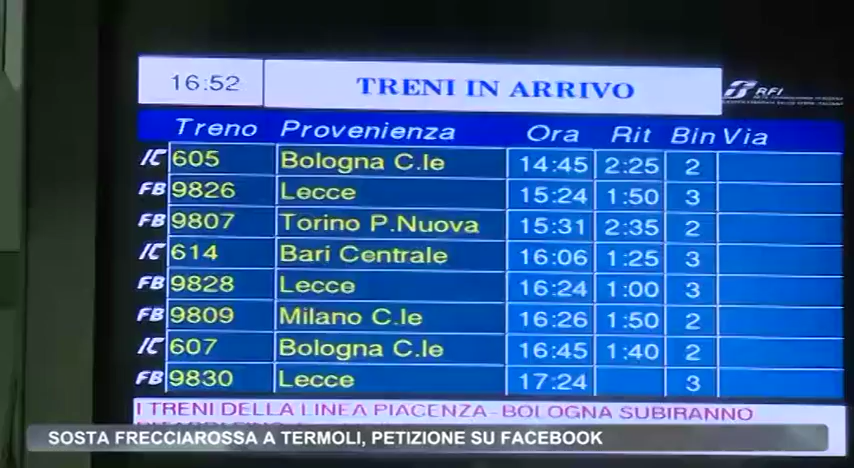 16:52 TRENI IN ARRIVO RFI
Treno Provenienza Ora Rit Bin Via
IC 605 Bologna C.le 14:45 2:25 2
FB 9826 Lecce 15:24 1:50 3
FB 9807 Torino P.Nuova 15:31 2:35 2
IC 614 Bari Centrale 16:06 1:25 3
FB 9828 Lecce 16:24 1:00 3
FB 9809 Milano C.le 16:26 1:50 2
IC 607 Bologna C.le 16:45 1:40 2
FB 9830 Lecce 17:24 3
I TRENI DELLA LINEA PIACENZA-BOLOGNA SUBIRANNO
SOSTA FRECCIAROSSA A TERMOLI, PETIZIONE SU FACEBOOK